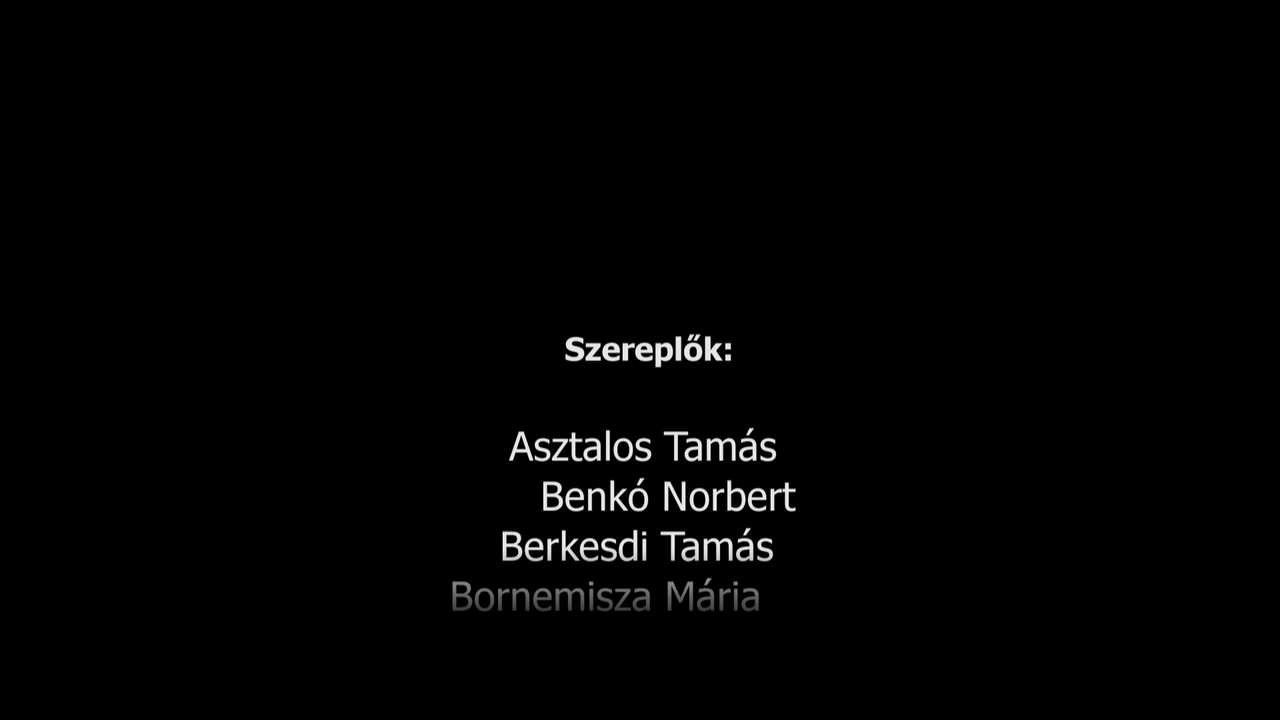 Szereplők:
Asztalos Tamás
Benkó Norbert
Berkesdi Tamás
Bornemisza Mária